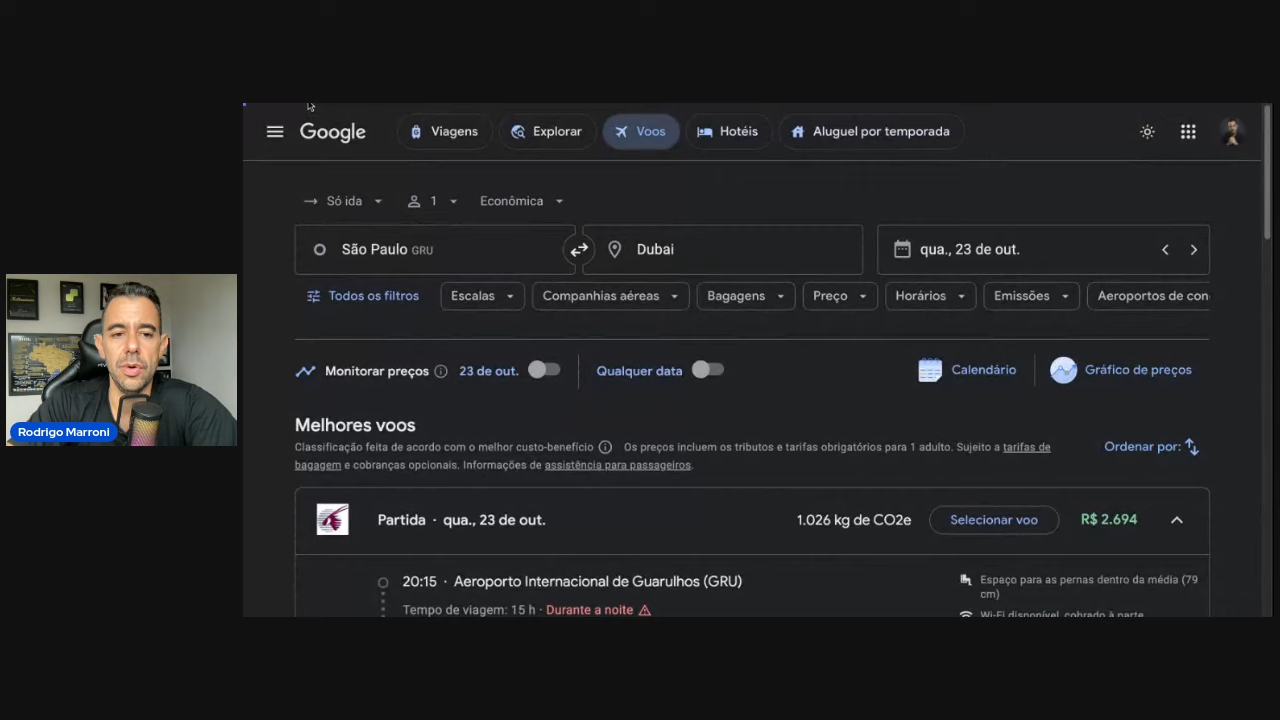 Google
Viagens
Explorar
Voos
Hotéis
Aluguel por temporada
Só ida
1
Econômica
São Paulo GRU
Dubai
qua., 23 de out.
Todos os filtros
Escalas
Companhias aéreas
Bagagens
Preço
Horários
Emissões
Aeroportos de con
Monitorar preços
23 de out.
Qualquer data
Calendário
Gráfico de preços
Melhores voos
Classificação feita de acordo com o melhor custo-benefício Os preços incluem os tributos e tarifas obrigatórios para 1 adulto. Sujeito a tarifas de
bagagem e cobranças opcionais. Informações de assistência para passageiros.
Ordenar por:
Partida · qua., 23 de out.
1.026 kg de CO2e
Selecionar voo
R$ 2.694
20:15 · Aeroporto Internacional de Guarulhos (GRU)
Tempo de viagem: 15 h · Durante a noite
Espaço para as pernas dentro da média (79
cm)
Wi-Fi disponível, cobrado à parte
Rodrigo Marroni